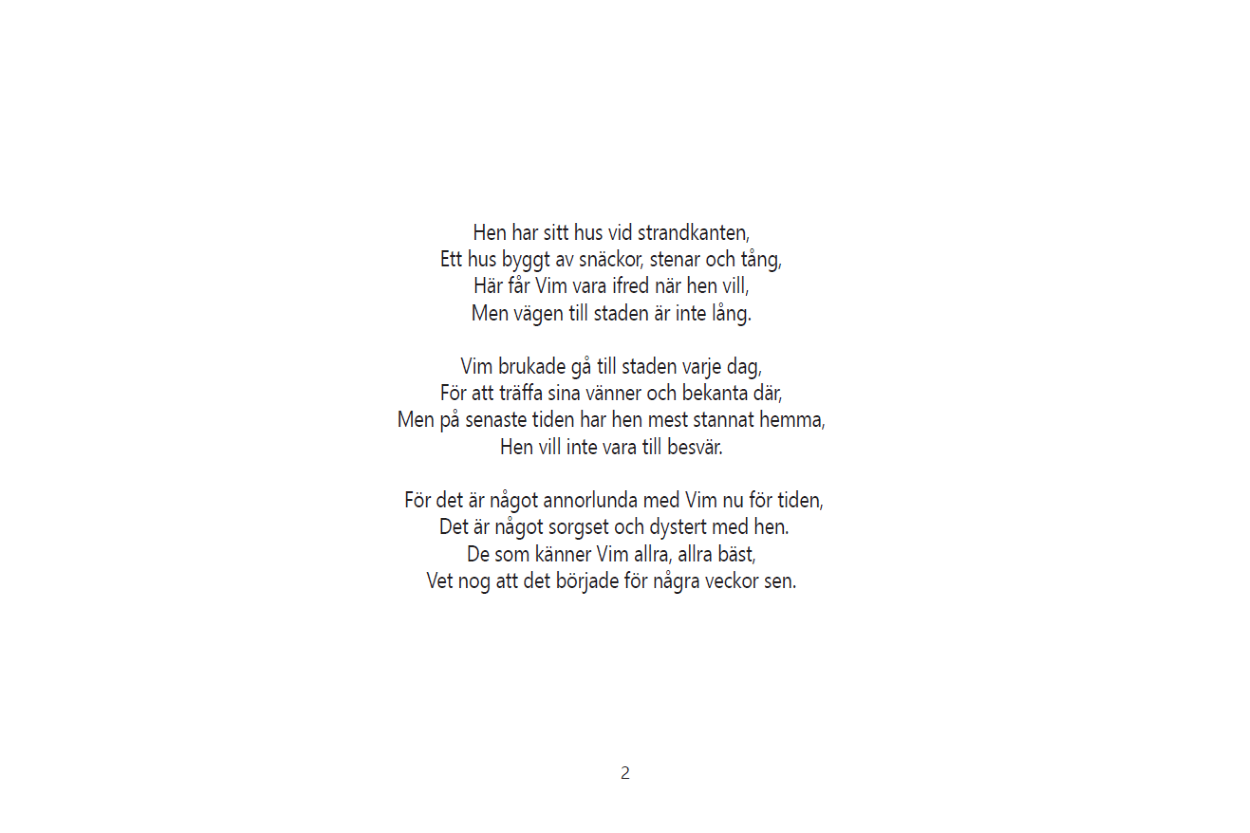 Hen har sitt hus vid strandkanten,
Ett hus byggt av snäckor, stenar och tång,
Här får Vim vara ifred när hen vill,
Men vägen till staden är inte lång.
Vim brukade gå till staden varje dag,
För att träffa sina vänner och bekanta där,
Men på senaste tiden har hen mest stannat hemma,
Hen vill inte vara till besvär.
För det är något annorlunda med Vim nu för tiden,
Det är något sorgset och dystert med hen.
De som känner Vim allra, allra bäst,
Vet nog att det började för några veckor sen.
2